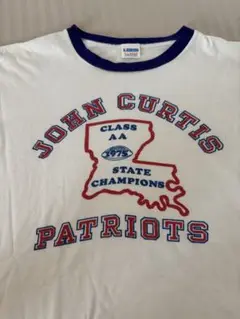 JOHN CURTIS
CLASS
AA
1975
STATE
CHAMPIONS
PATRIOTS